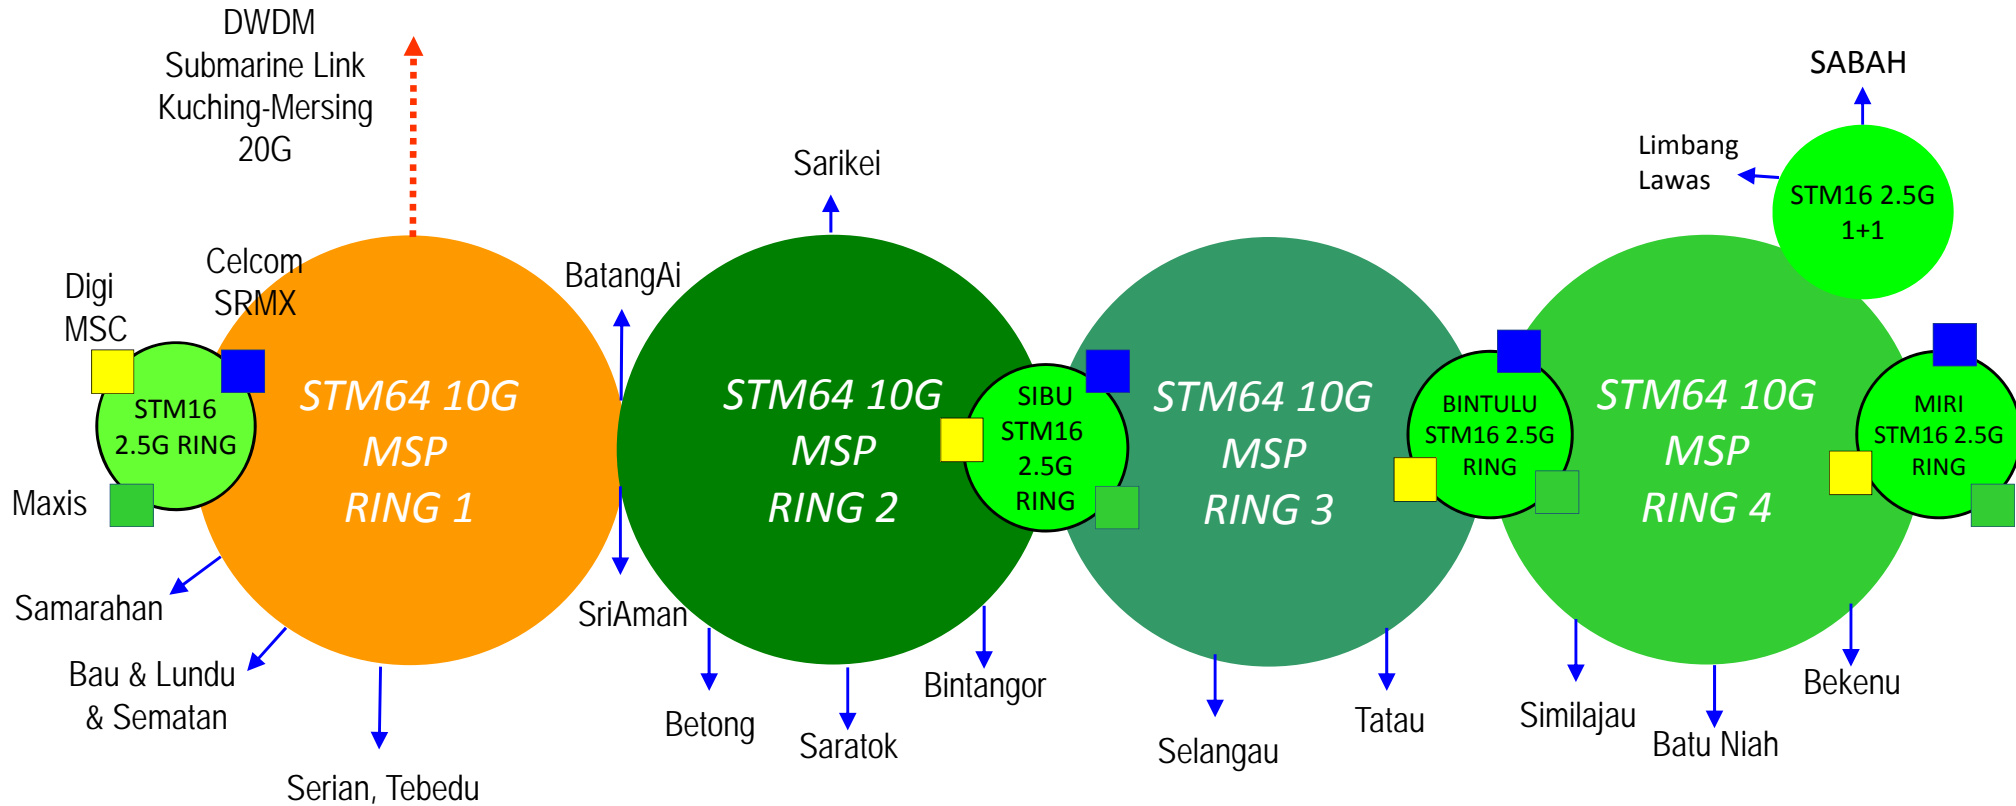 DWDM
Submarine Link
Kuching-Mersing
20G
SABAH
Limbang
Lawas
STM16 2.5G
1+1
Sarikei
Celcom
SRMX
Digi
MSC
BatangAi
STM16
2.5G RING
STM64 10G
MSP
RING 1
STM64 10G
MSP
RING 2
SIBU
STM16
2.5G
RING
STM64 10G
MSP
RING 3
BINTULU
STM16 2.5G
RING
STM64 10G
MSP
RING 4
MIRI
STM16 2.5G
RING
Maxis
Samarahan
Bau & Lundu
& Sematan
Serian, Tebedu
SriAman
Betong
Saratok
Bintangor
Selangau
Tatau
Similajau
Batu Niah
Bekenu